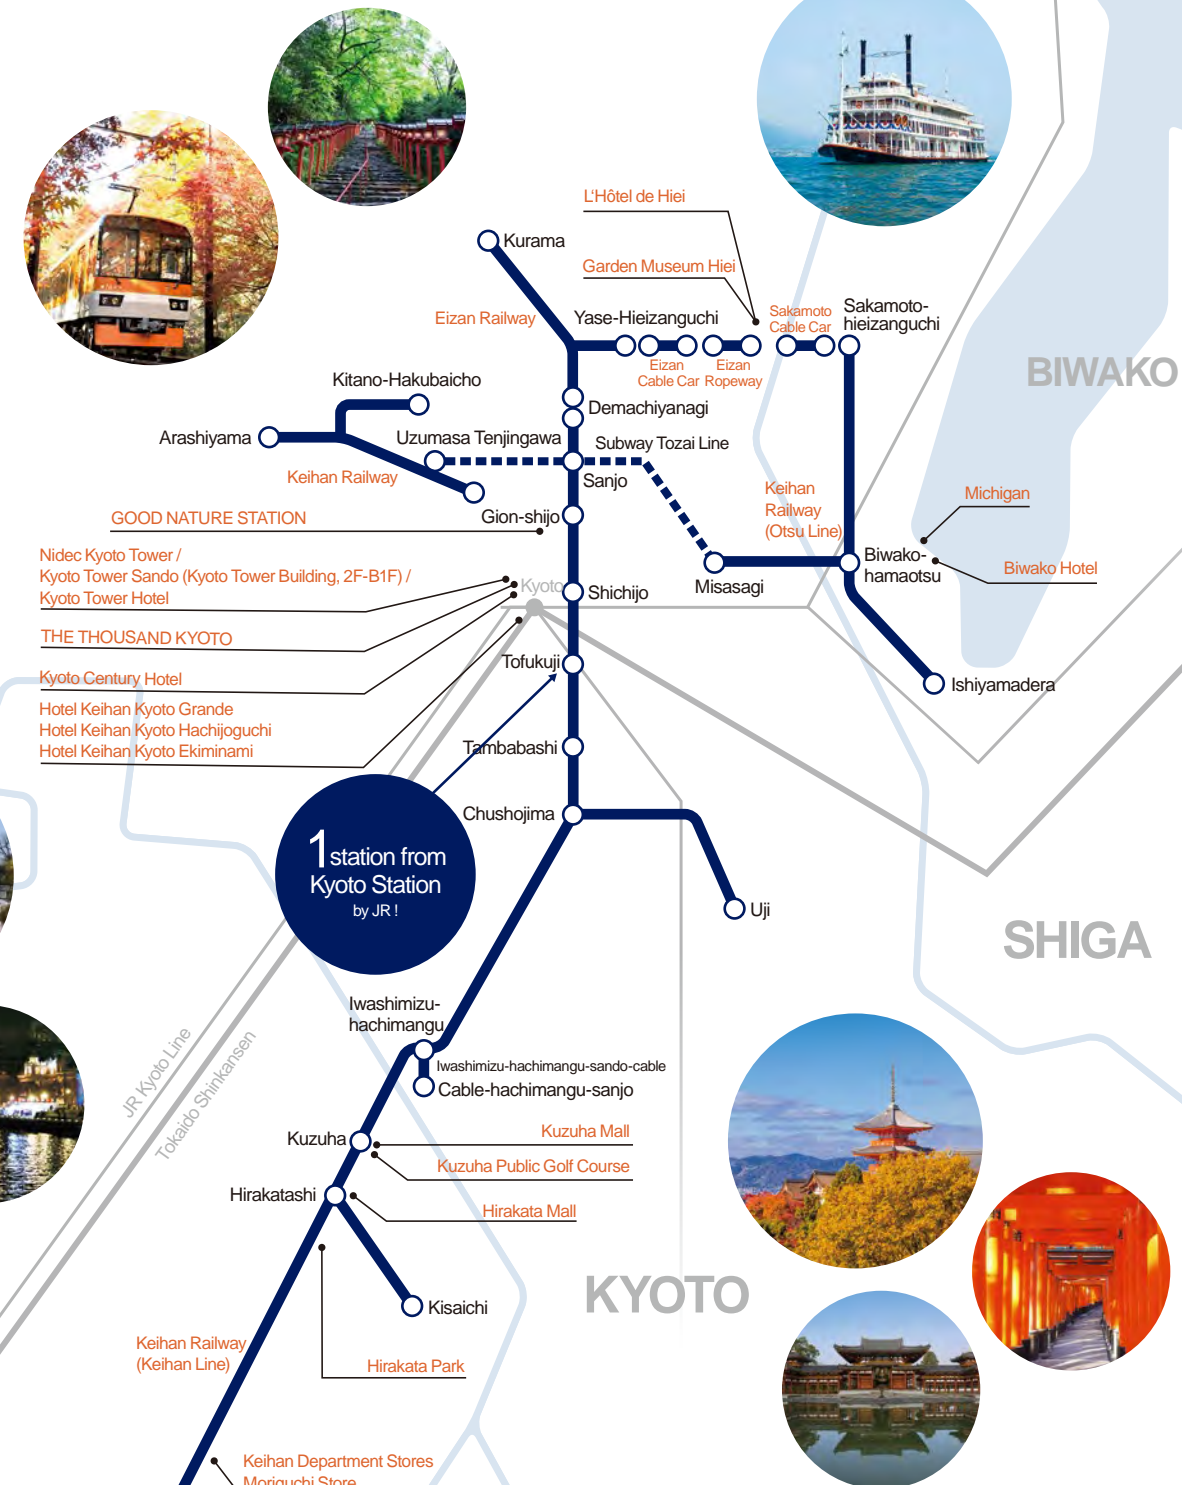 L'Hôtel de Hiei
Kurama
Garden Museum Hiei
Eizan Railway
Yase-Hieizanguchi
Sakamoto
Cable Car
Sakamoto-
hieizanguchi
Eizan
Cable Car
Eizan
Ropeway
BIWAKO
Kitano-Hakubaicho
Demachiyanagi
Arashiyama
Uzumasa Tenjingawa
Subway Tozai Line
Keihan Railway
Sanjo
Keihan
Railway
(Otsu Line)
Michigan
GOOD NATURE STATION
Gion-shijo
Nidec Kyoto Tower /
Kyoto Tower Sando (Kyoto Tower Building, 2F-B1F) /
Kyoto Tower Hotel
Kyoto
Shichijo
Misasagi
Biwako-
hamaotsu
Biwako Hotel
THE THOUSAND KYOTO
Tofukuji
Kyoto Century Hotel
Ishiyamadera
Hotel Keihan Kyoto Grande
Hotel Keihan Kyoto Hachijoguchi
Hotel Keihan Kyoto Ekiminami
Tambabashi
Chushojima
1 station from
Kyoto Station
by JR !
Uji
SHIGA
Iwashimizu-
hachimangu
Iwashimizu-hachimangu-sando-cable
Cable-hachimangu-sanjo
JR Kyoto Line
Tokaido Shinkansen
Kuzuha
Kuzuha Mall
Kuzuha Public Golf Course
Hirakatashi
Hirakata Mall
KYOTO
Kisaichi
Keihan Railway
(Keihan Line)
Hirakata Park
Keihan Department Stores
Moriguchi Store